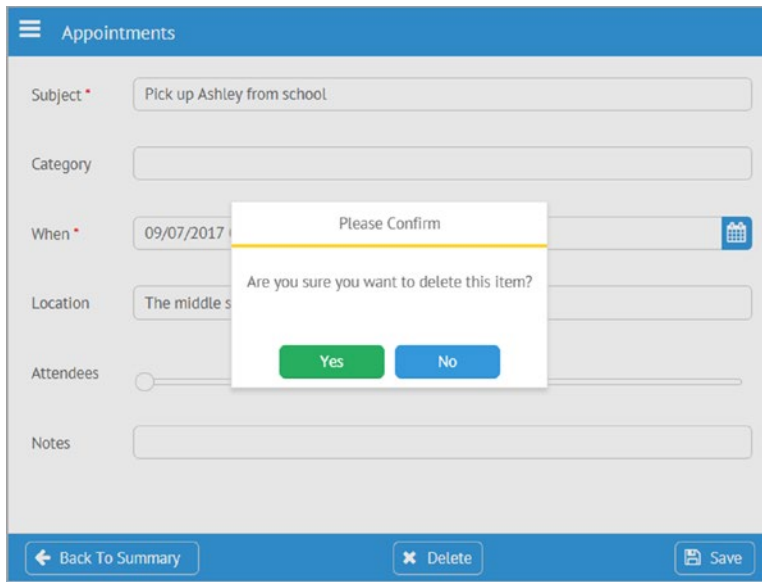 Appointments
Subject *
Pick up Ashley from school
Category
When *
09/07/2017
Please Confirm
Are you sure you want to delete this item?
Yes
No
Location
The middle
Attendees
Notes
Back To Summary
Delete
Save